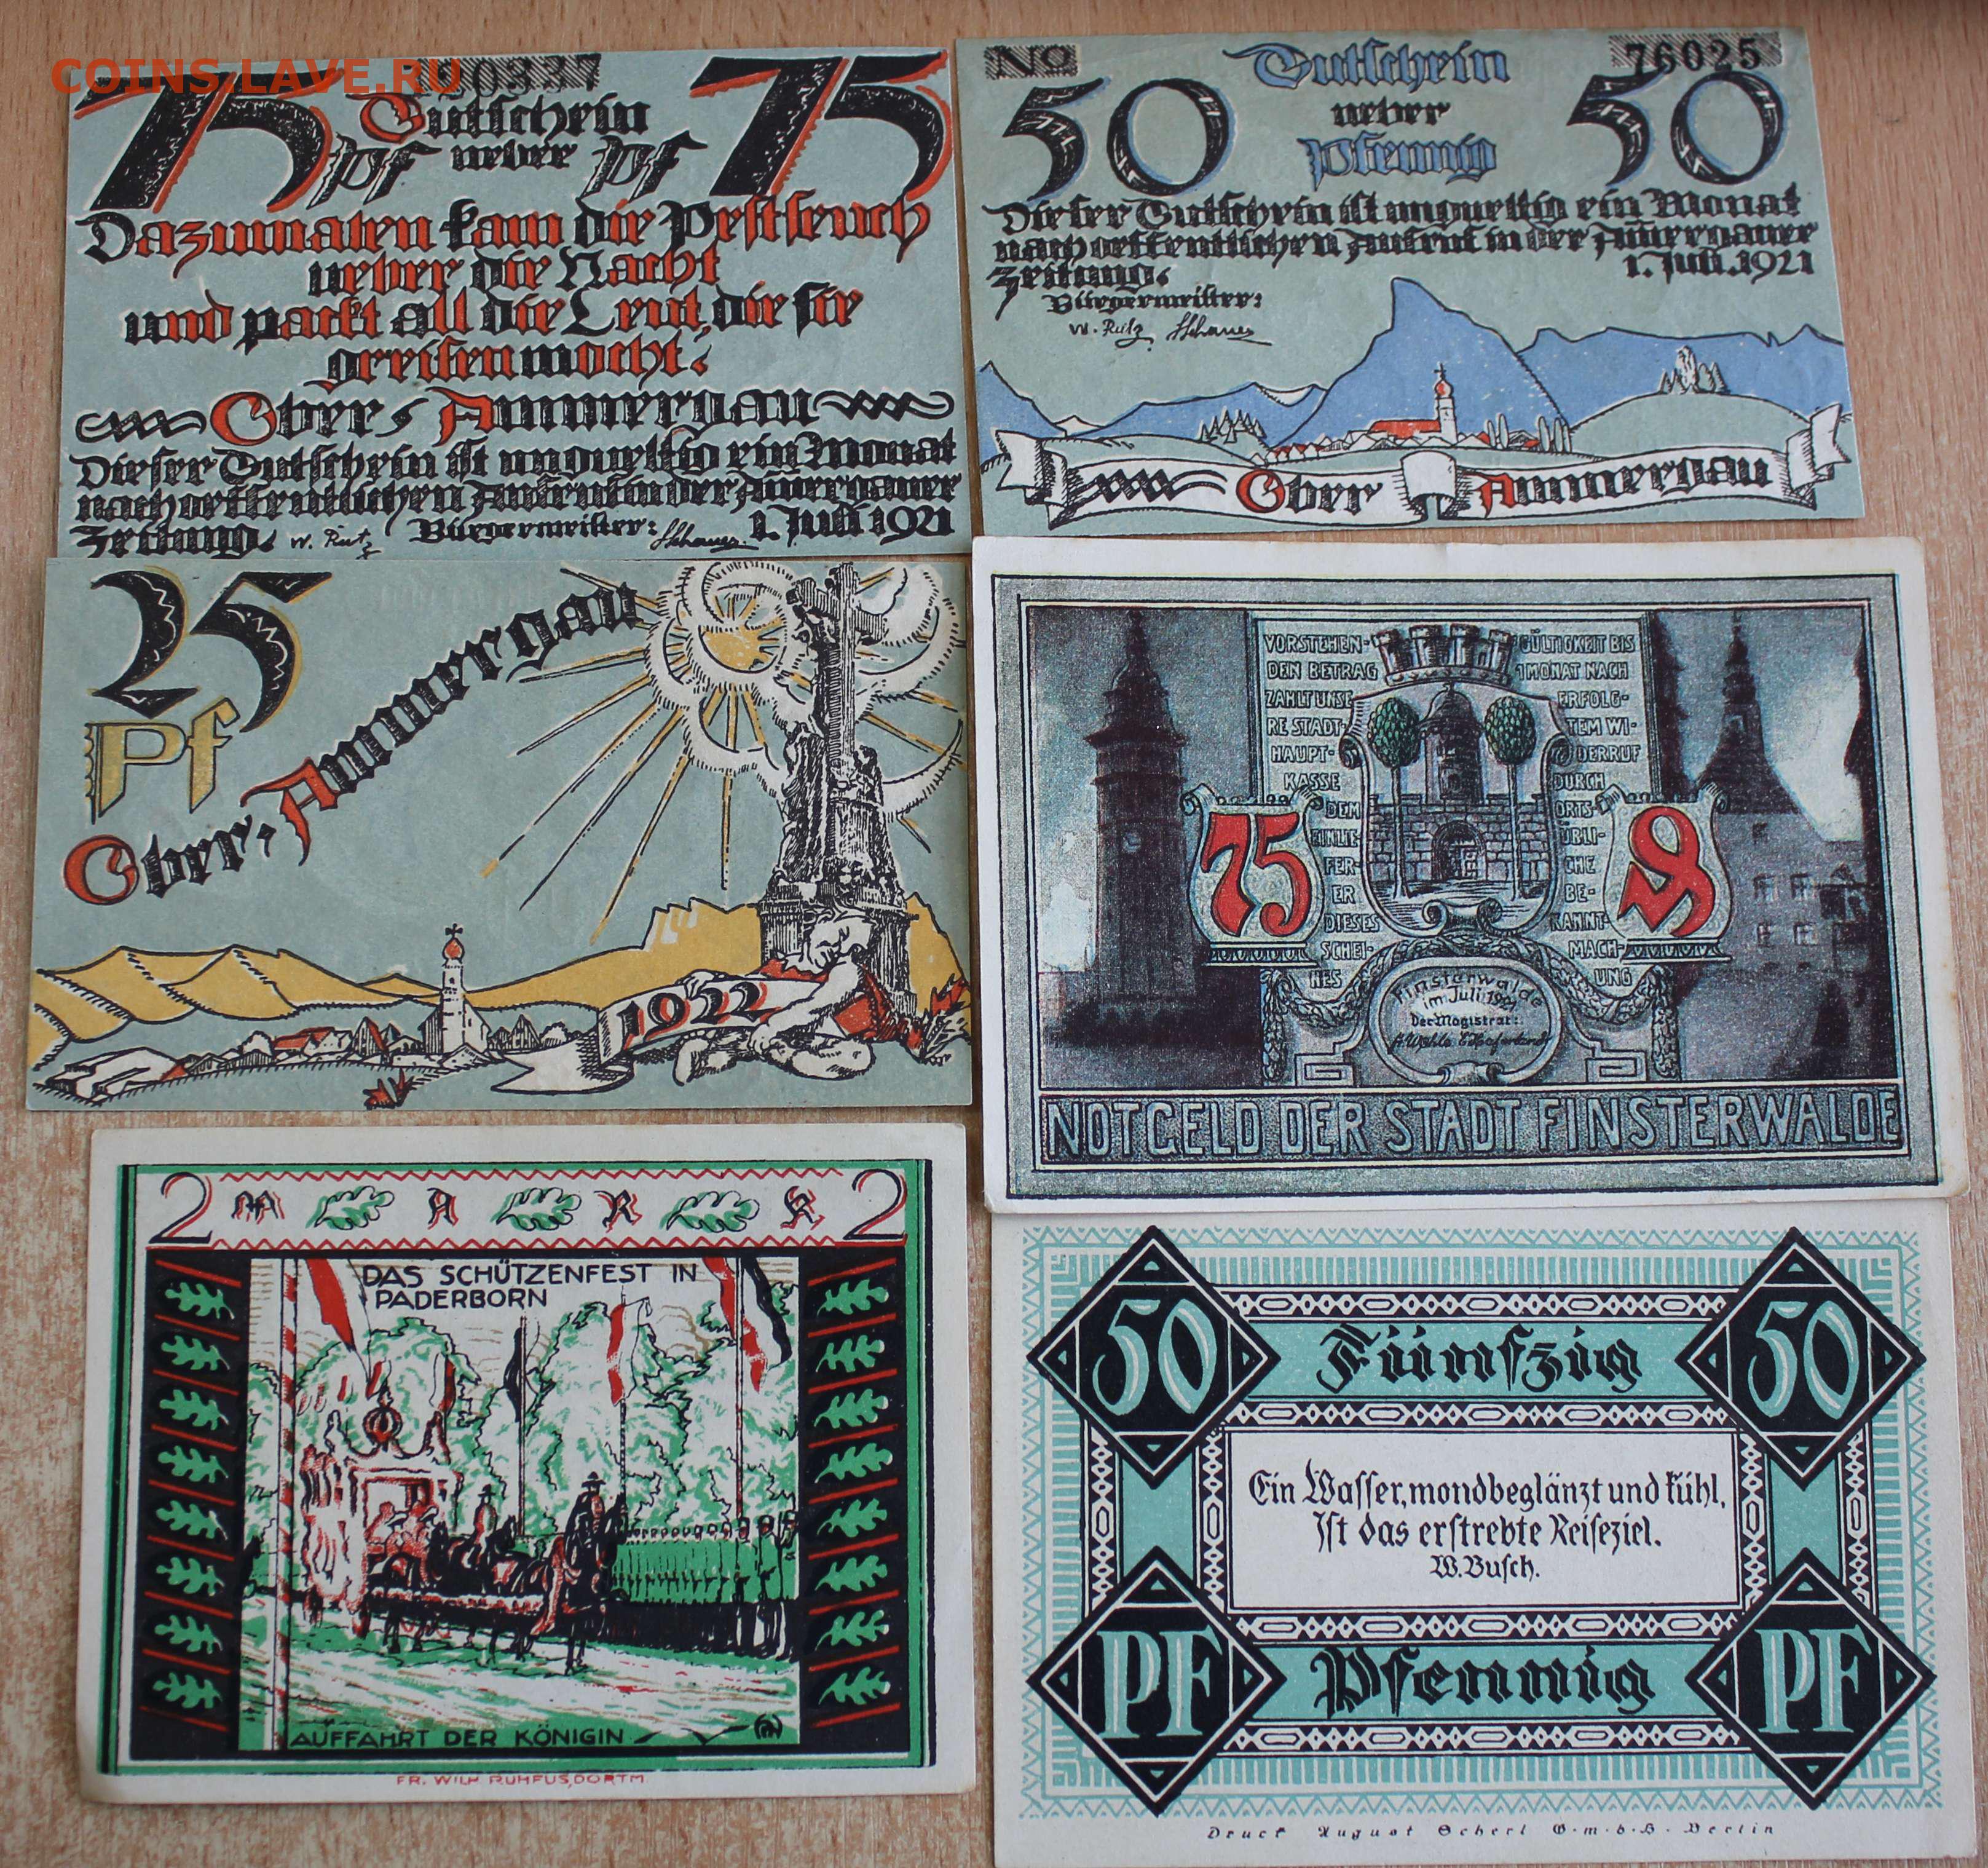 COINS.LAVE.RU
75 75
Gutschein
Pf ueber Pf
Dazumalen kam die Pestseuch
ueber die Nacht
und packt all die Leut, die sie
greifen mocht.
Ober-Ammergau
Dieser Gutschein ist ungueltig ein Monat
nach oeffentlichen Aufruf in der Ammergauer
Zeitung.
Bürgermeister:
1. Juli 1921
No 76025
50 Gutschein 50
ueber
Pfennig
Dieser Gutschein ist ungueltig ein Monat
nach oeffentlichen Aufruf in der Ammergauer
Zeitung.
1. Juli 1921
Bürgermeister:
Ober Ammergau
25
Pf
Ober-Ammergau
1922
VORSTEHEN-
DEN BETRAG
ZAHLT UNSE
RE STADT-
HAUPT-
KASSE
DEM
EINLIE-
FER-
ER
DIESES
SCHEI-
NES
GÜLTIGKEIT BIS
1 MONAT NACH
ERFOLG-
TEM WI-
DERRUF
DURCH
ORTS-
ÜBLI-
CHE
BE-
KANNT-
MACH-
UNG
75 ₰
Finsterwalde
im Juli 1921
Der Magistrat:
NOTGELD DER STADT FINSTERWALDE
2 MARK 2
DAS SCHÜTZENFEST IN
PADERBORN
AUFFAHRT DER KÖNIGIN
FR. WILH. RUHFUS, DORTM.
50 50
Fünfzig
Ein Wasser, mondbeglänzt und kühl,
Ist das erstrebte Reiseziel.
W. Busch.
Pfennig
PF PF
Druck August Scherl G.m.b.H. Berlin